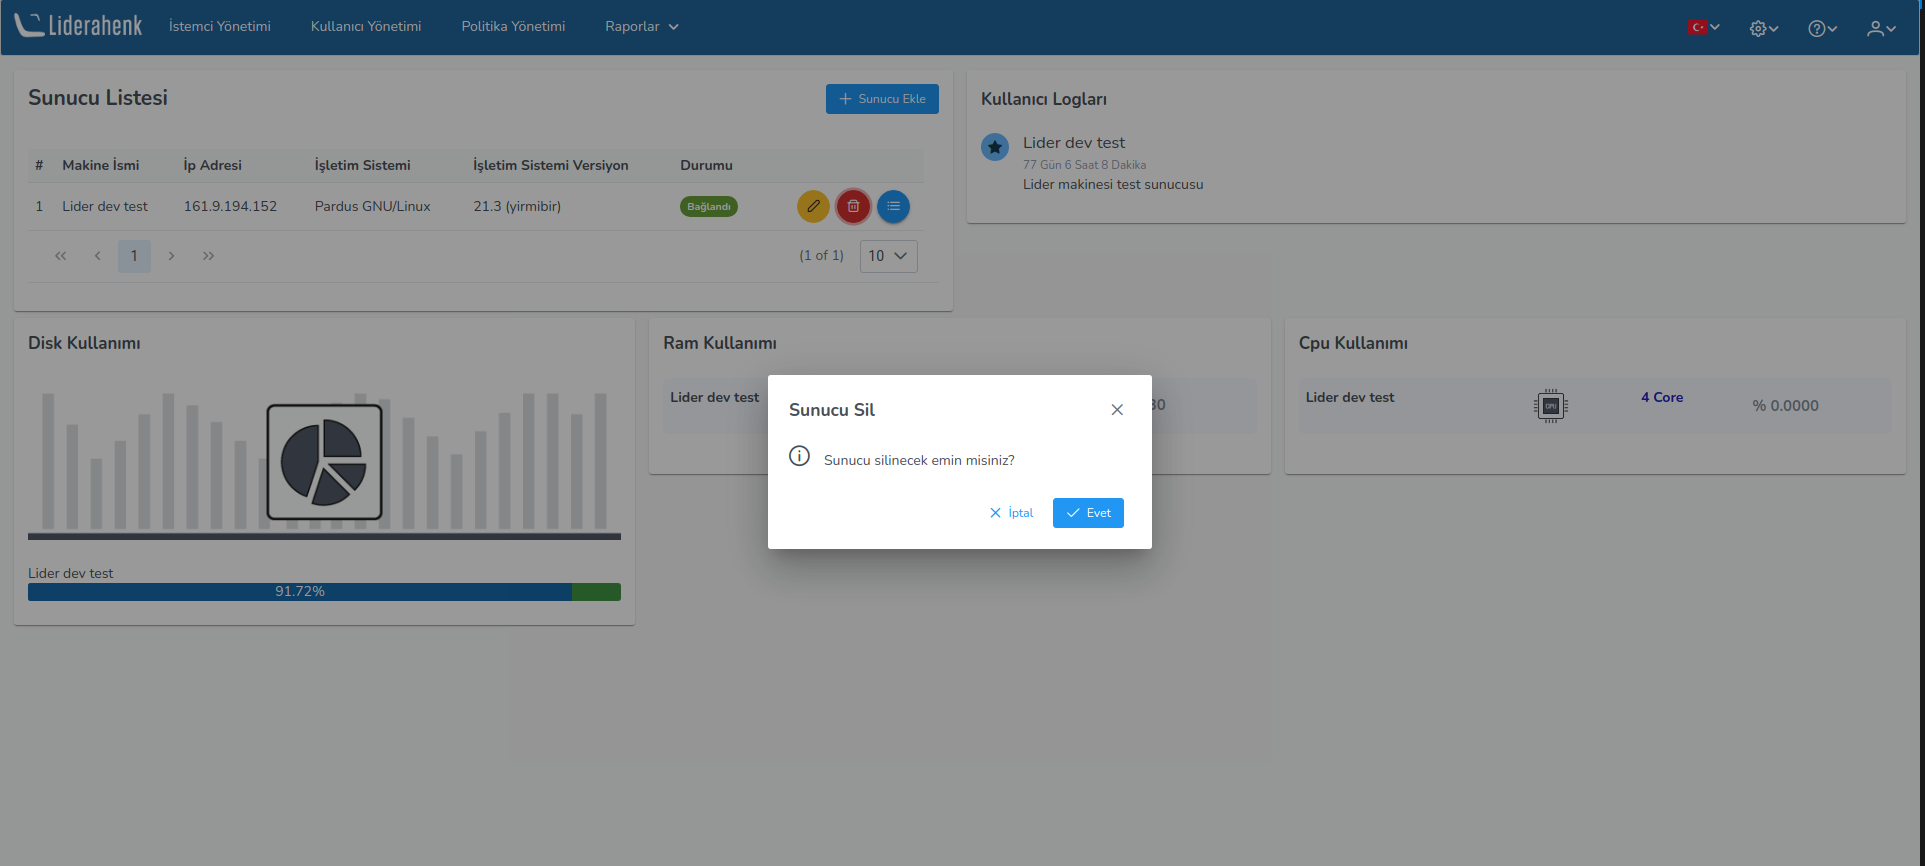 Liderahenk İstemci Yönetimi Kullanıcı Yönetimi Politika Yönetimi Raporlar
Sunucu Listesi
Sunucu Ekle
# Makine İsmi İp Adresi İşletim Sistemi İşletim Sistemi Versiyon Durumu
1 Lider dev test 161.9.194.152 Pardus GNU/Linux 21.3 (yirmibir) Bağlandı
1 (1 of 1) 10
Kullanıcı Logları
Lider dev test
77 Gün 6 Saat 8 Dakika
Lider makinesi test sunucusu
Disk Kullanımı
Lider dev test
91.72%
Ram Kullanımı
Lider dev test
Cpu Kullanımı
Lider dev test CPU 4 Core % 0.0000
Sunucu Sil
Sunucu silinecek emin misiniz?
İptal Evet